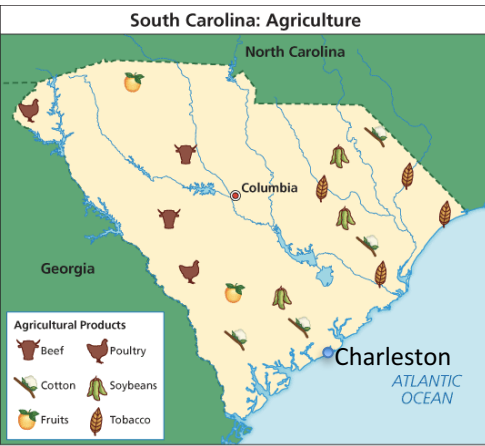 South Carolina: Agriculture
North Carolina
Columbia
Georgia
Agricultural Products
Beef
Poultry
Cotton
Soybeans
Fruits
Tobacco
Charleston
ATLANTIC
OCEAN